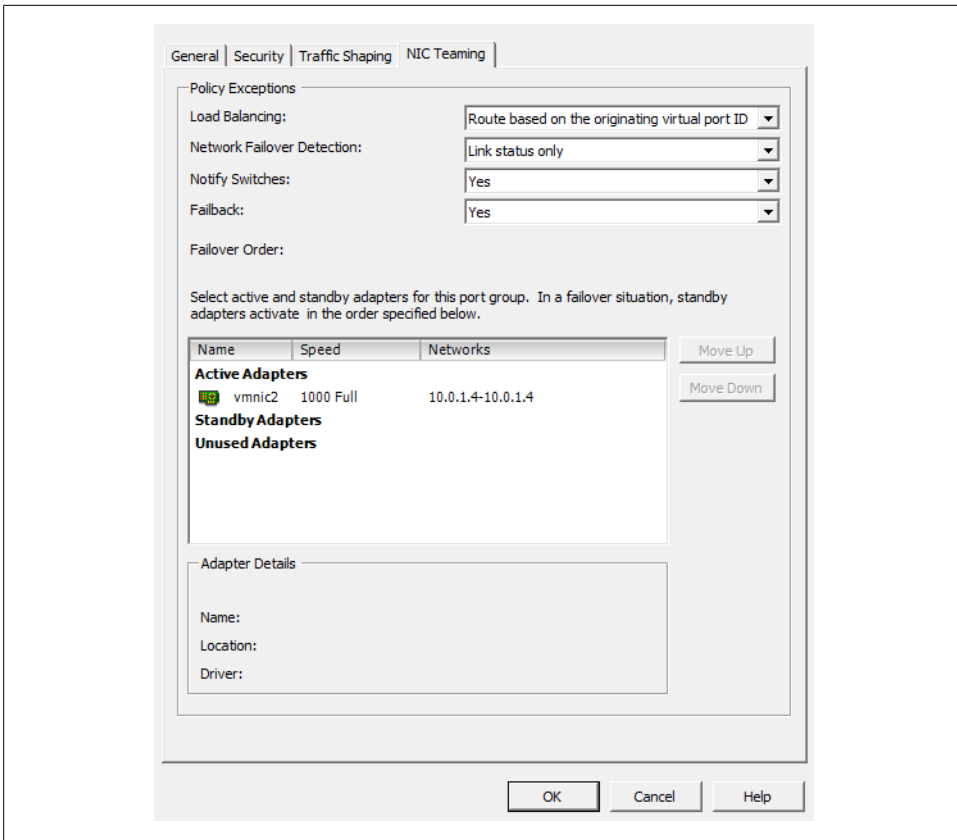 General Security Traffic Shaping NIC Teaming
Policy Exceptions
Load Balancing: Route based on the originating virtual port ID
Network Failover Detection: Link status only
Notify Switches: Yes
Failback: Yes
Failover Order:
Select active and standby adapters for this port group. In a failover situation, standby
adapters activate in the order specified below.
Name Speed Networks Move Up
Active Adapters
vmnic2 1000 Full 10.0.1.4-10.0.1.4 Move Down
Standby Adapters
Unused Adapters
Adapter Details
Name:
Location:
Driver:
OK Cancel Help